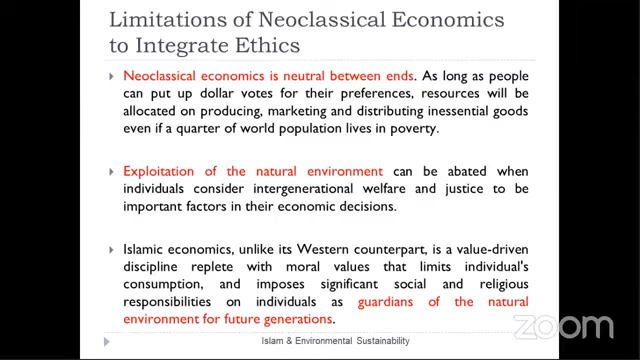 Limitations of Neoclassical Economics
to Integrate Ethics
Neoclassical economics is neutral between ends. As long as people
can put up dollar votes for their preferences, resources will be
allocated on producing, marketing and distributing inessential goods
even if a quarter of world population lives in poverty.
Exploitation of the natural environment can be abated when
individuals consider intergenerational welfare and justice to be
important factors in their economic decisions.
Islamic economics, unlike its Western counterpart, is a value-driven
discipline replete with moral values that limits individual's
consumption, and imposes significant social and religious
responsibilities on individuals as guardians of the natural
environment for future generations.
zoom
Islam & Environmental Sustainability